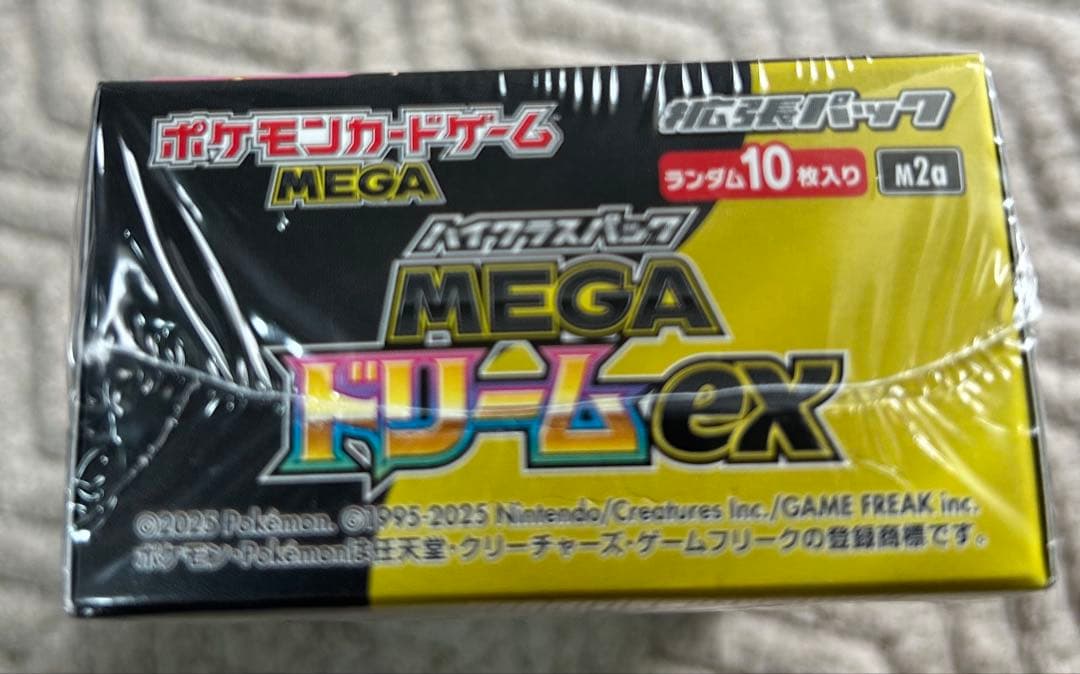 ポケモンカードゲーム
MEGA
拡張パック
ランダム10枚入り
M2a
ハイクラスパック
MEGA
ドリームex
©2025 Pokémon. ©1995-2025 Nintendo/Creatures Inc./GAME FREAK inc.
ポケモン・Pokémonは任天堂・クリーチャーズ・ゲームフリークの登録商標です。